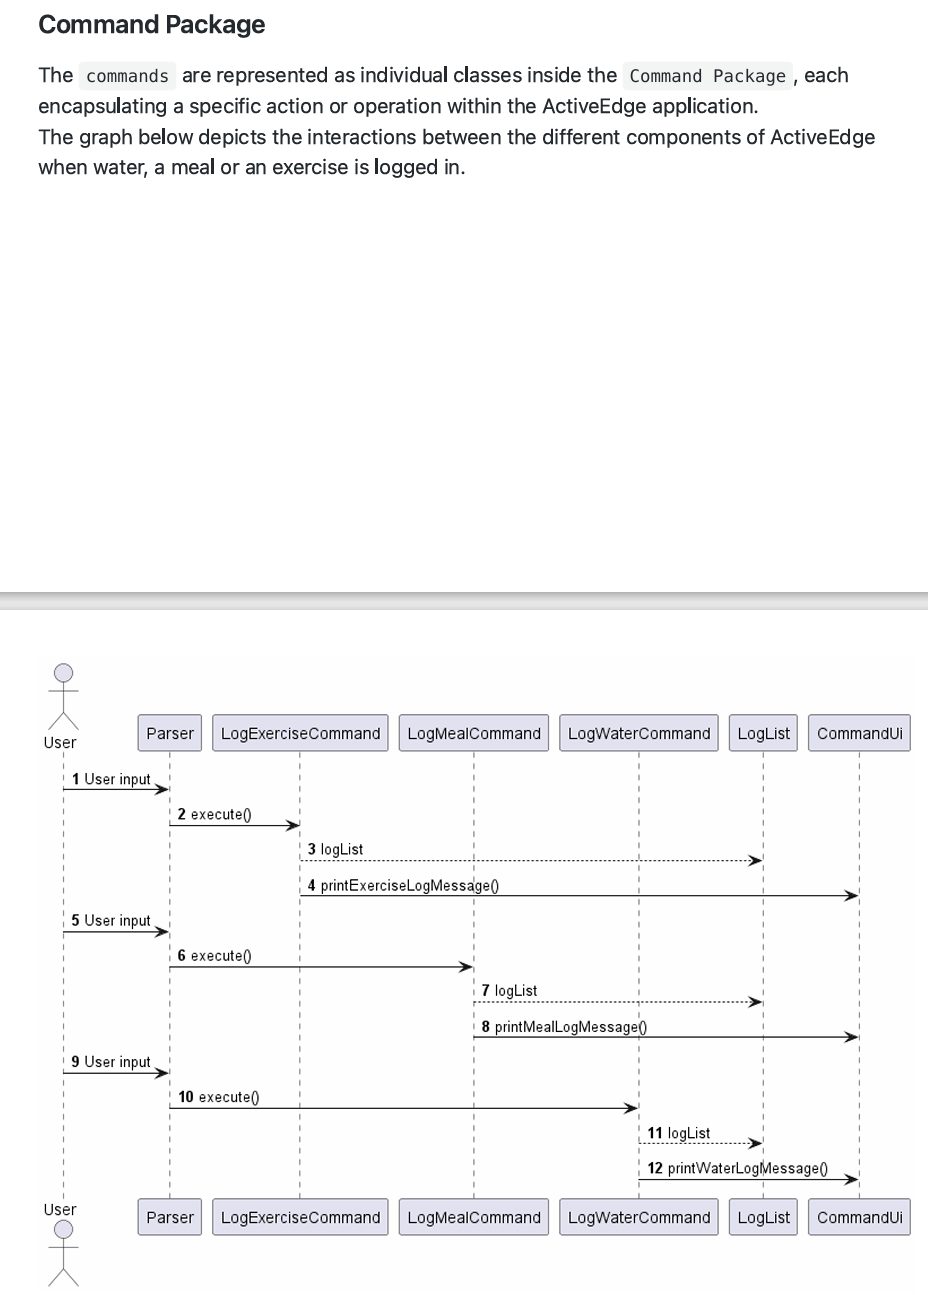 Command Package
The commands are represented as individual classes inside the Command Package, each
encapsulating a specific action or operation within the ActiveEdge application.
The graph below depicts the interactions between the different components of ActiveEdge
when water, a meal or an exercise is logged in.
User
Parser
LogExerciseCommand
LogMealCommand
LogWaterCommand
LogList
CommandUi
1 User input
2 execute()
3 logList
4 printExerciseLogMessage()
5 User input
6 execute()
7 logList
8 printMealLogMessage()
9 User input
10 execute()
11 logList
12 printWaterLogMessage()
User
Parser
LogExerciseCommand
LogMealCommand
LogWaterCommand
LogList
CommandUi